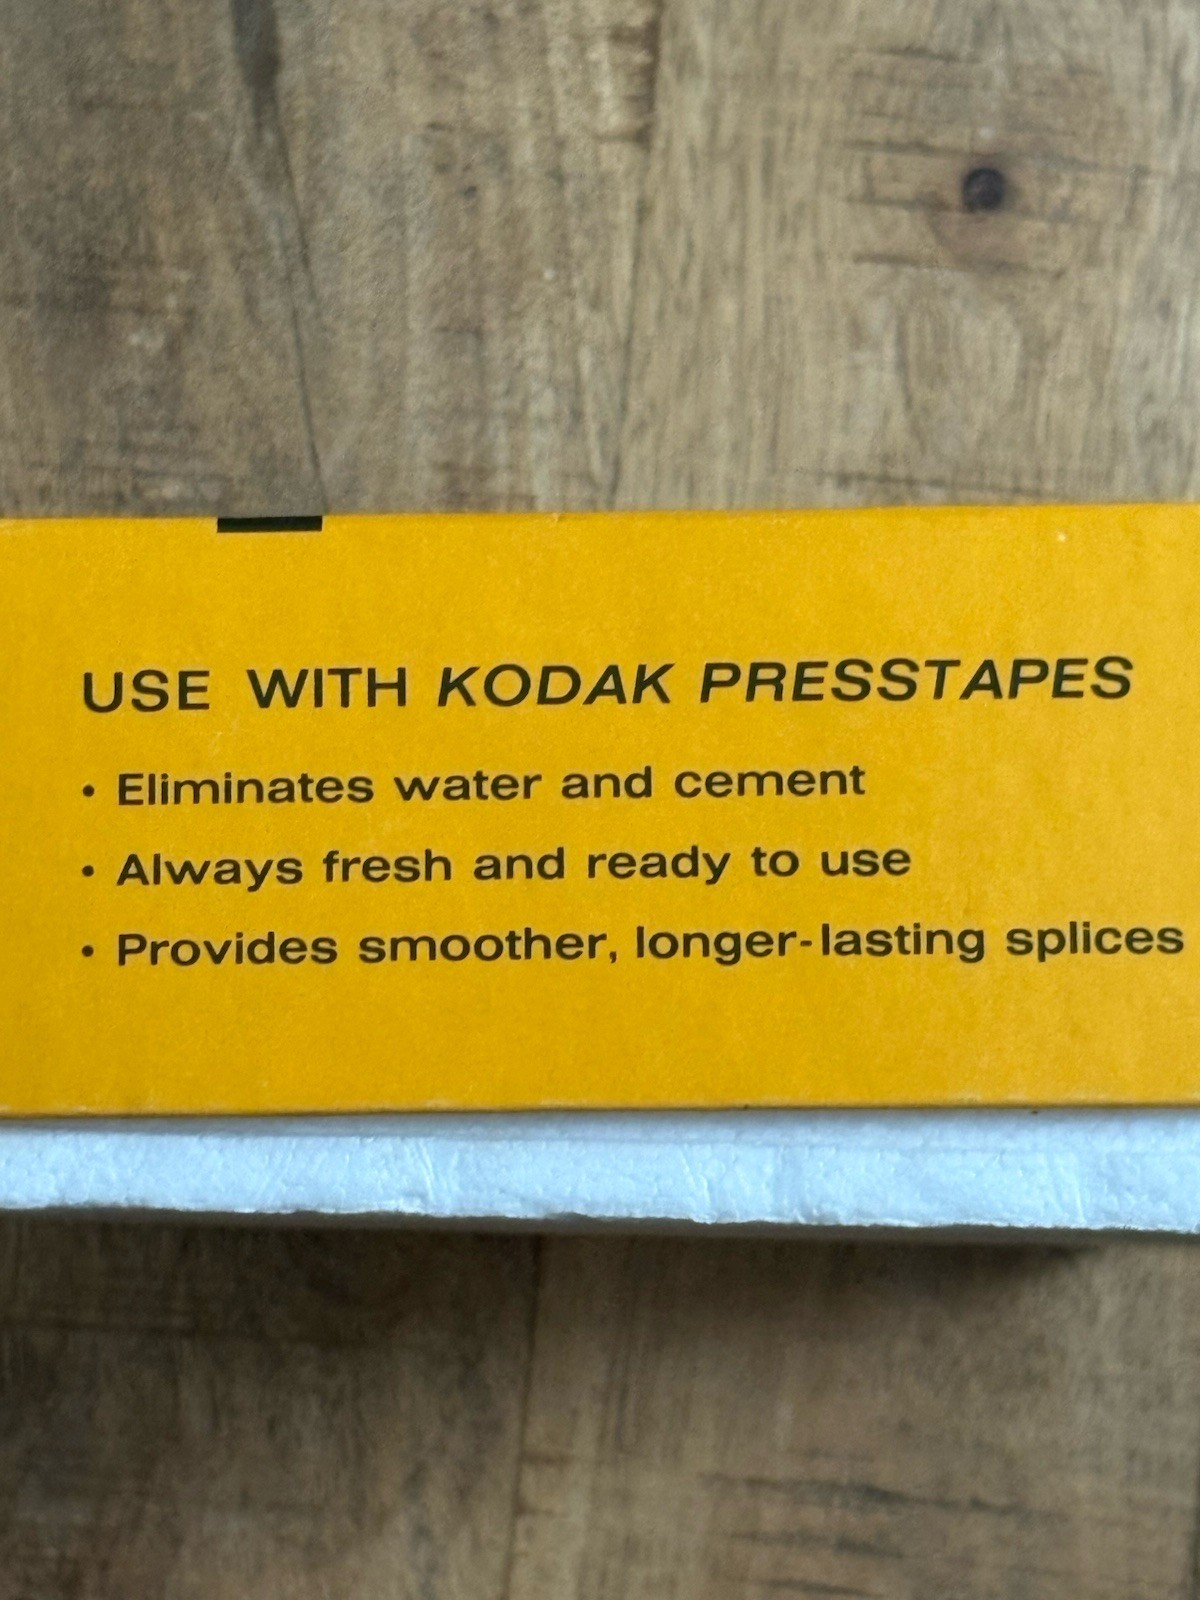 USE WITH KODAK PRESSTAPES
• Eliminates water and cement
• Always fresh and ready to use
• Provides smoother, longer-lasting splices